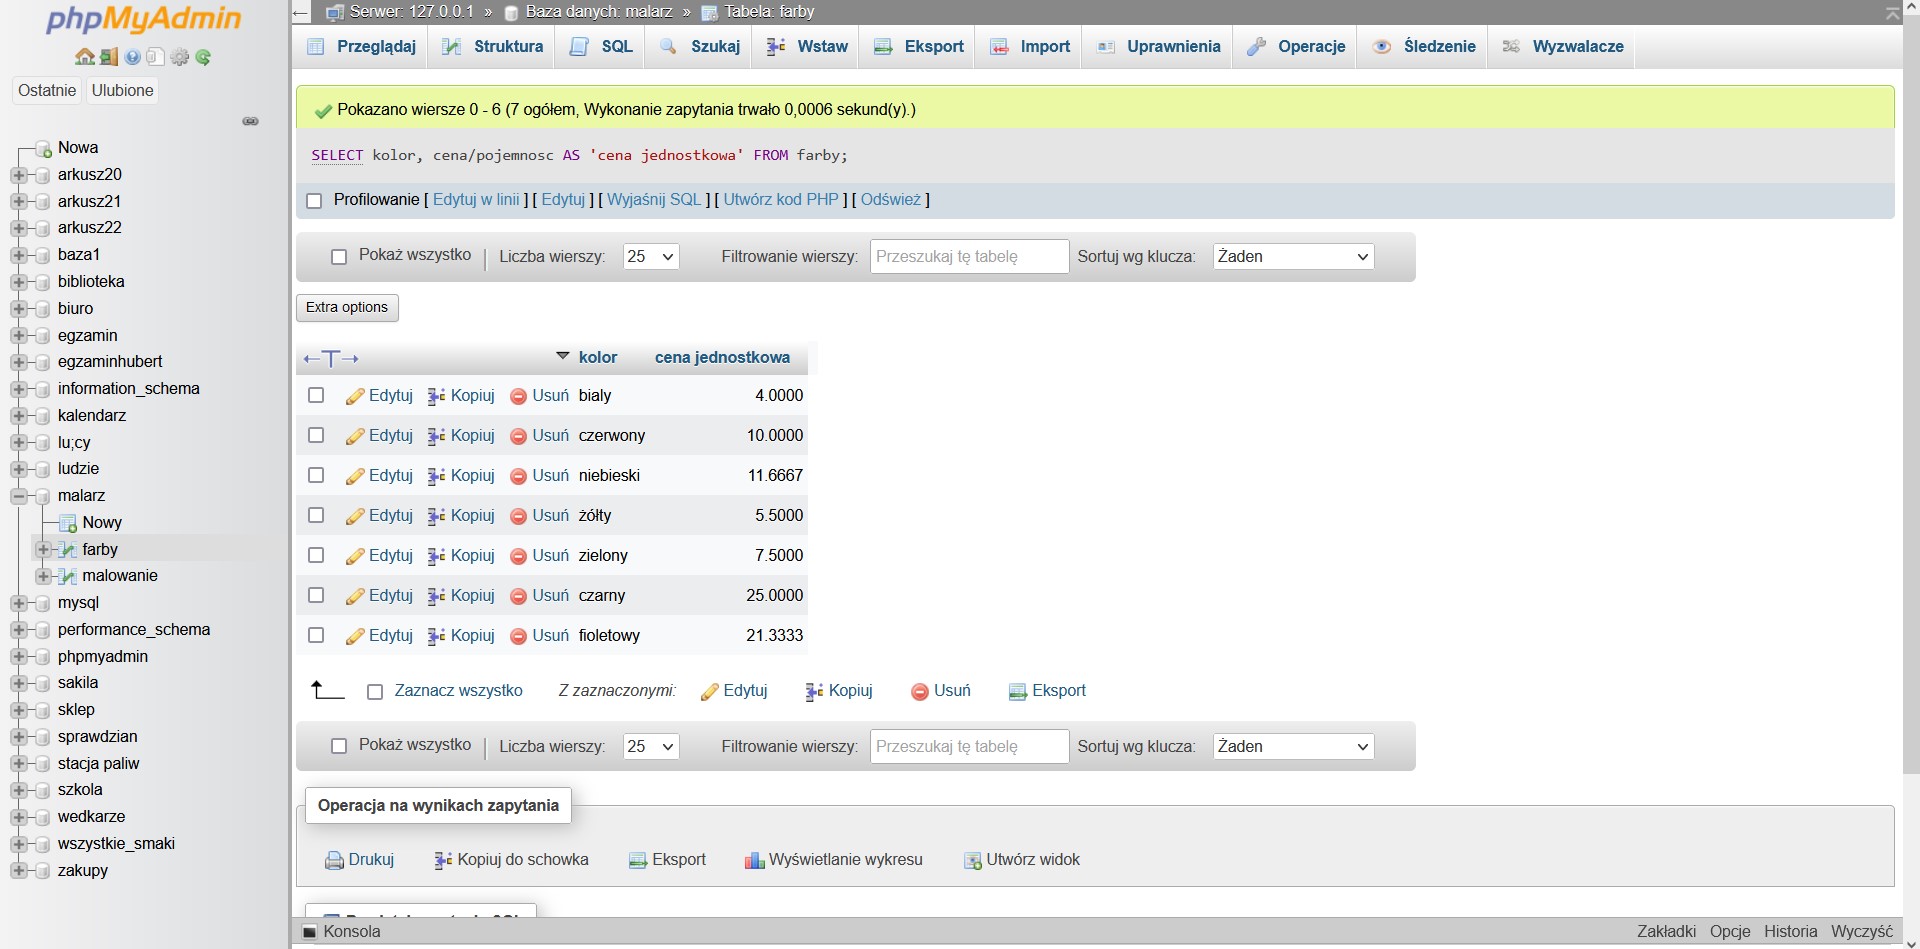 phpMyAdmin
Ostatnie Ulubione
Nowa
arkusz20
arkusz21
arkusz22
baza1
biblioteka
biuro
egzamin
egzaminhubert
information_schema
kalendarz
lu;cy
ludzie
malarz
Nowy
farby
malowanie
mysql
performance_schema
phpmyadmin
sakila
sklep
sprawdzian
stacja paliw
szkola
wedkarze
wszystkie_smaki
zakupy
Serwer: 127.0.0.1 » Baza danych: malarz » Tabela: farby
Przeglądaj Struktura SQL Szukaj Wstaw Eksport Import Uprawnienia Operacje Śledzenie Wyzwalacze
Pokazano wiersze 0 - 6 (7 ogółem, Wykonanie zapytania trwało 0,0006 sekund(y).)
SELECT kolor, cena/pojemnosc AS 'cena jednostkowa' FROM farby;
Profilowanie [ Edytuj w linii ] [ Edytuj ] [ Wyjaśnij SQL ] [ Utwórz kod PHP ] [ Odśwież ]
Pokaż wszystko | Liczba wierszy: 25 Filtrowanie wierszy: Przeszukaj tę tabelę Sortuj wg klucza: Żaden
Extra options
←T→ kolor cena jednostkowa
Edytuj Kopiuj Usuń bialy 4.0000
Edytuj Kopiuj Usuń czerwony 10.0000
Edytuj Kopiuj Usuń niebieski 11.6667
Edytuj Kopiuj Usuń żółty 5.5000
Edytuj Kopiuj Usuń zielony 7.5000
Edytuj Kopiuj Usuń czarny 25.0000
Edytuj Kopiuj Usuń fioletowy 21.3333
Zaznacz wszystko Z zaznaczonymi: Edytuj Kopiuj Usuń Eksport
Pokaż wszystko | Liczba wierszy: 25 Filtrowanie wierszy: Przeszukaj tę tabelę Sortuj wg klucza: Żaden
Operacja na wynikach zapytania
Drukuj Kopiuj do schowka Eksport Wyświetlanie wykresu Utwórz widok
Konsola Zakładki Opcje Historia Wyczyść